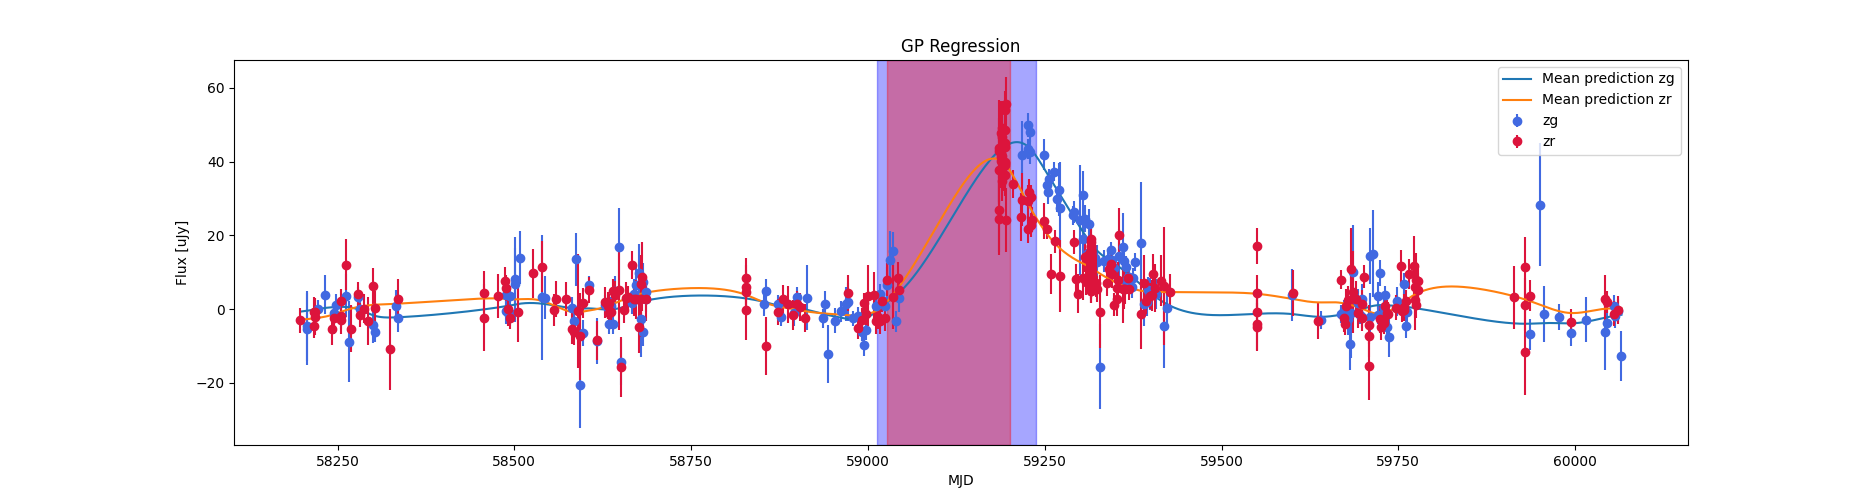 GP Regression
Mean prediction zg
Mean prediction zr
zg
zr
Flux [uJy]
60
40
20
0
−20
58250 58500 58750 59000 59250 59500 59750 60000
MJD